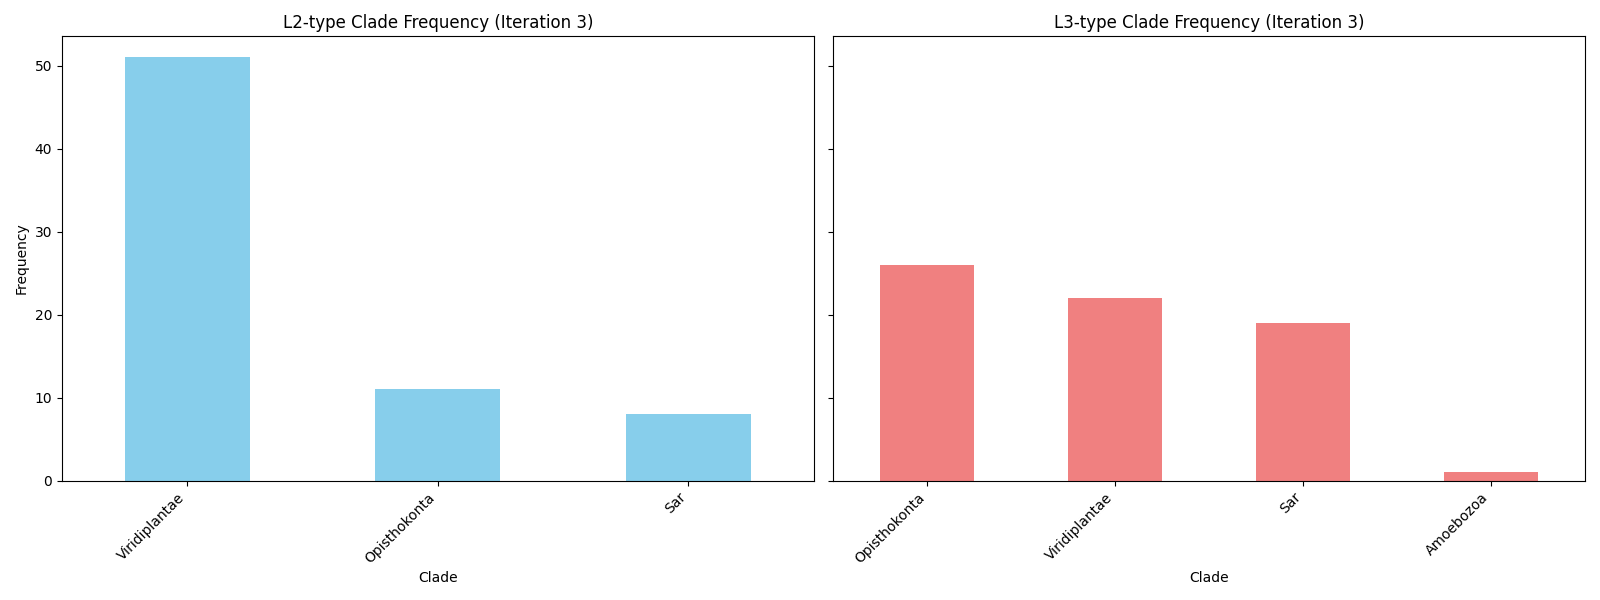 L2-type Clade Frequency (Iteration 3)
Frequency
50
40
30
20
10
0
Viridiplantae
Opisthokonta
Sar
Clade
L3-type Clade Frequency (Iteration 3)
Opisthokonta
Viridiplantae
Sar
Amoebozoa
Clade